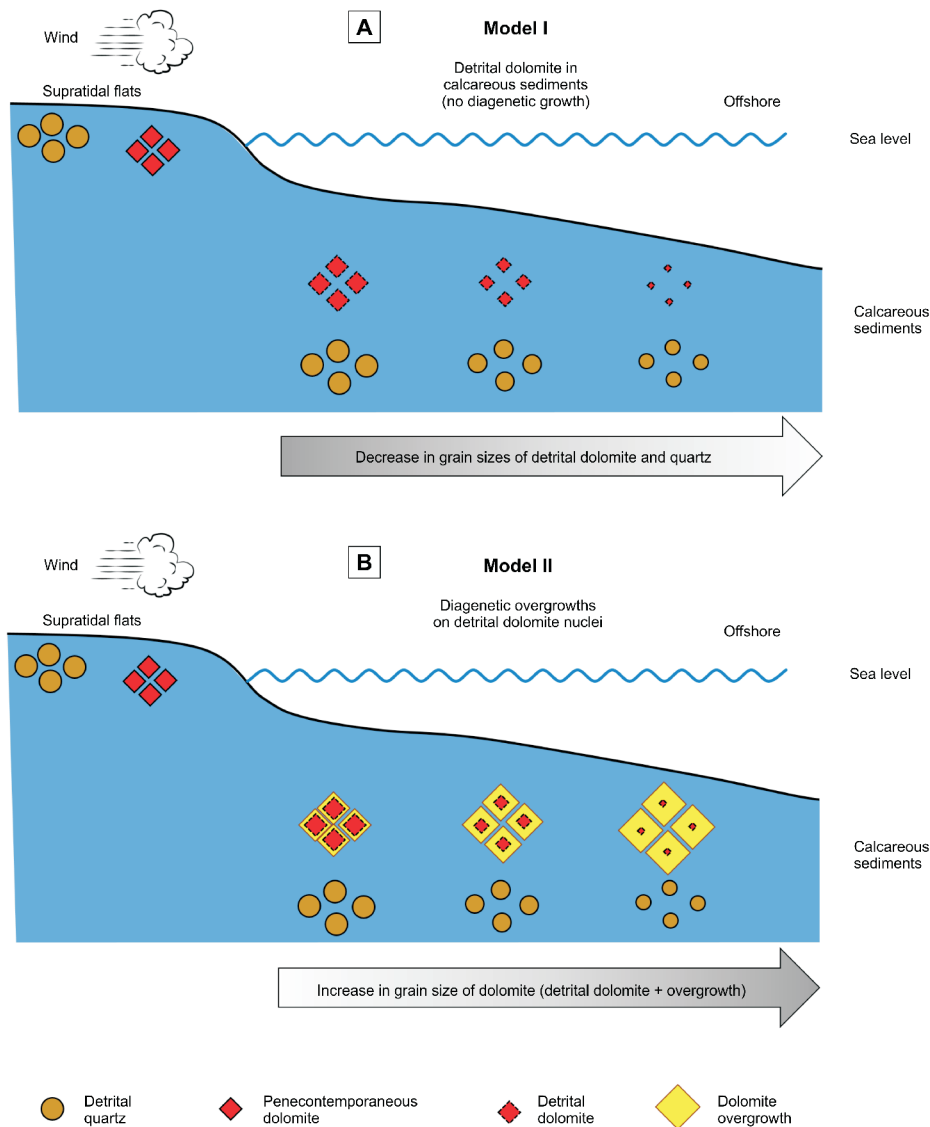 Wind
A
Model I
Detrital dolomite in
calcareous sediments
(no diagenetic growth)
Supratidal flats
Offshore
Sea level
Calcareous
sediments
Decrease in grain sizes of detrital dolomite and quartz
Wind
B
Model II
Diagenetic overgrowths
on detrital dolomite nuclei
Supratidal flats
Offshore
Sea level
Calcareous
sediments
Increase in grain size of dolomite (detrital dolomite + overgrowth)
Detrital
quartz
Penecontemporaneous
dolomite
Detrital
dolomite
Dolomite
overgrowth